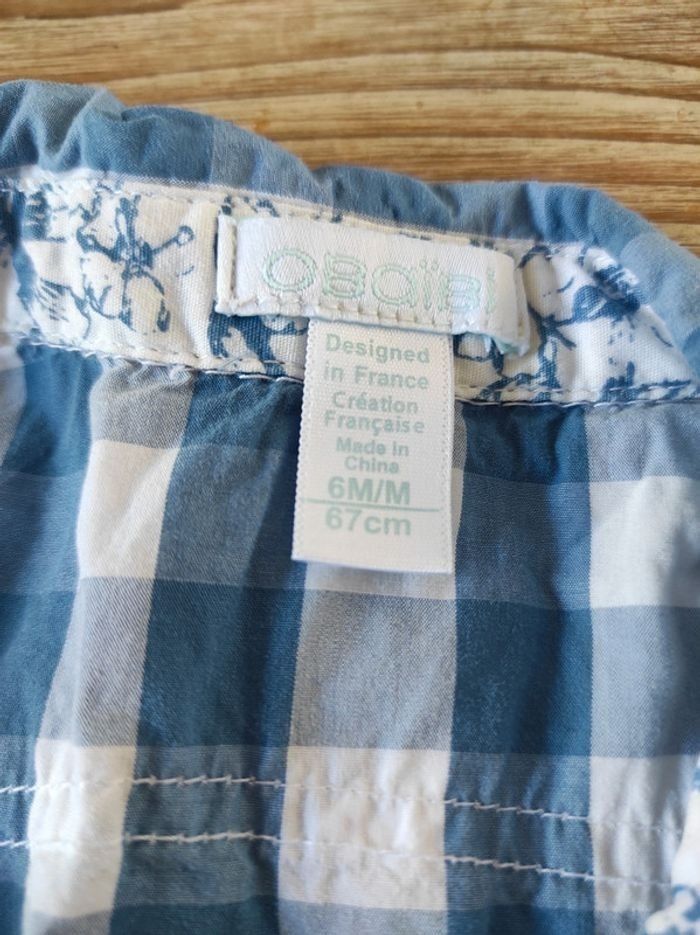 obaïbi
Designed
in France
Création
Française
Made in
China
6M/M
67cm